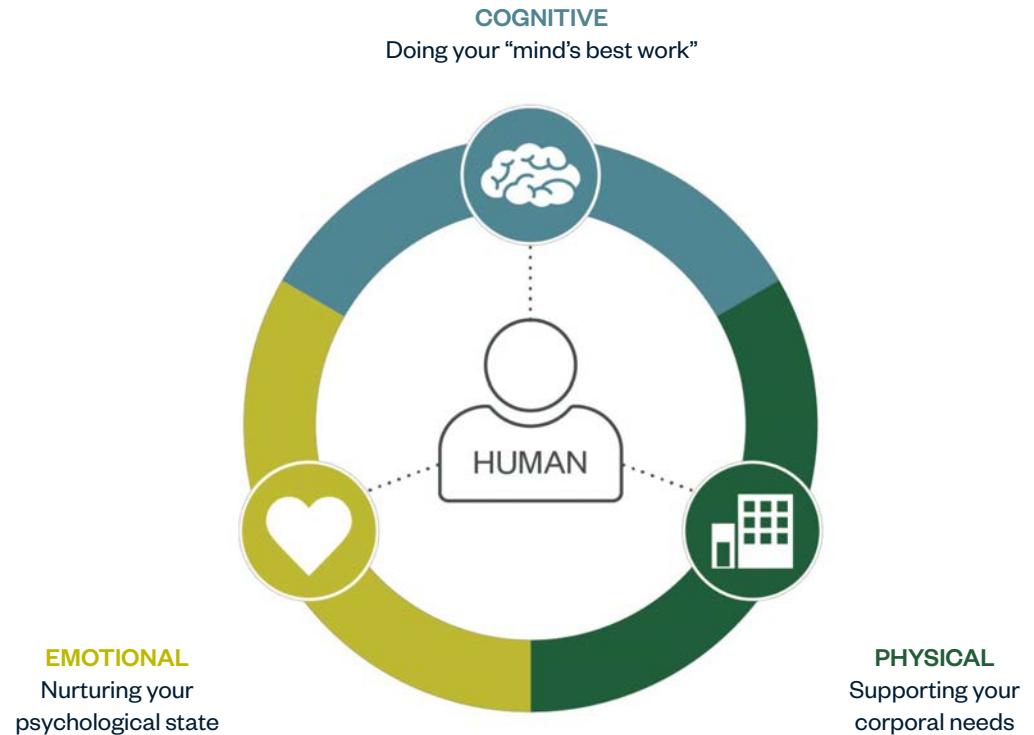 COGNITIVE
Doing your “mind’s best work”
HUMAN
EMOTIONAL
Nurturing your
psychological state
PHYSICAL
Supporting your
corporal needs